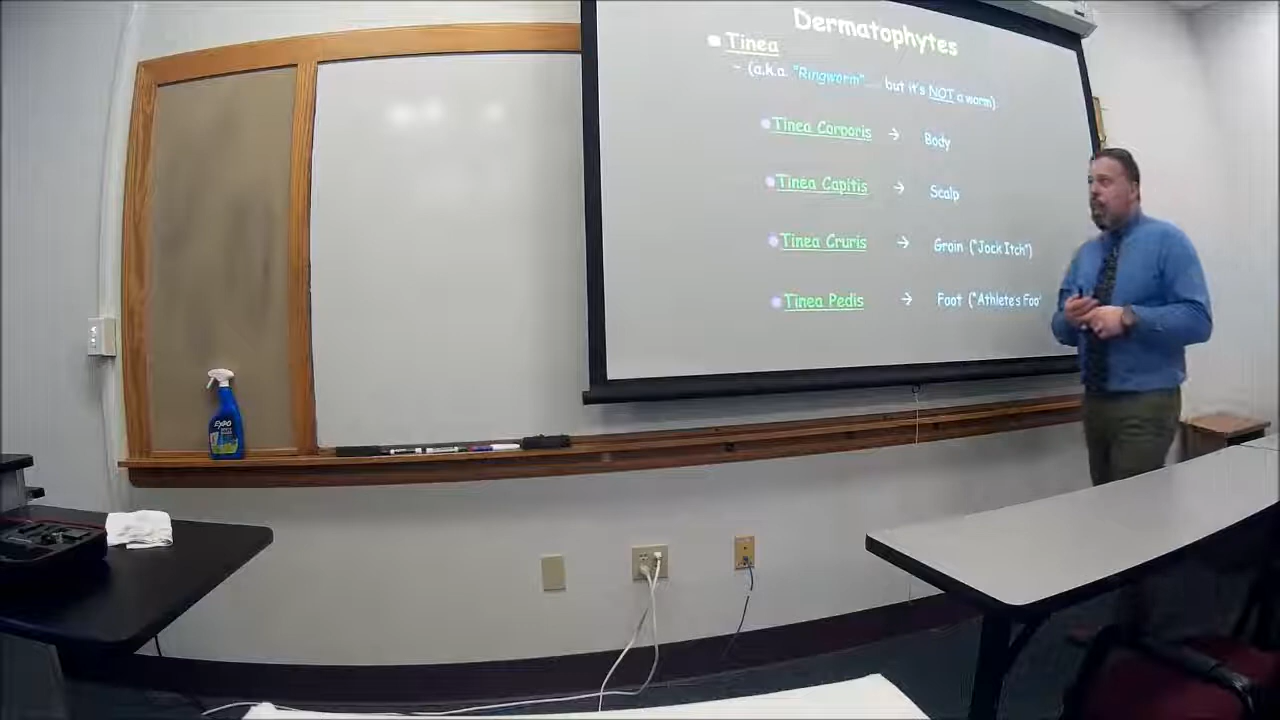 Dermatophytes
Tinea
– (a.k.a. "Ringworm"... but it's NOT a worm)
Tinea Corporis → Body
Tinea Capitis → Scalp
Tinea Cruris → Groin ("Jock Itch")
Tinea Pedis → Foot ("Athlete's Foo
EXPO